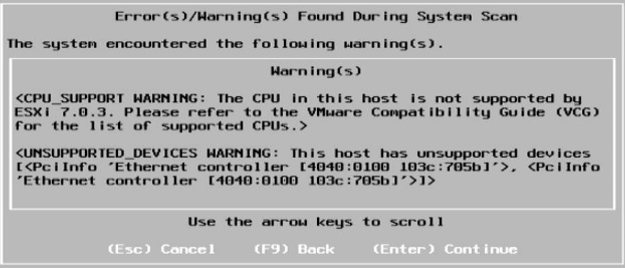 Error(s)/Warning(s) Found During System Scan
The system encountered the following warning(s).
Warning(s)
<CPU_SUPPORT WARNING: The CPU in this host is not supported by
ESXi 7.0.3. Please refer to the VMware Compatibility Guide (VCG)
for the list of supported CPUs.>
<UNSUPPORTED_DEVICES WARNING: This host has unsupported devices
[<PciInfo 'Ethernet controller [4040:0100 103c:705b]'>, <PciInfo
'Ethernet controller [4040:0100 103c:705b]'>]>
Use the arrow keys to scroll
(Esc) Cancel (F9) Back (Enter) Continue